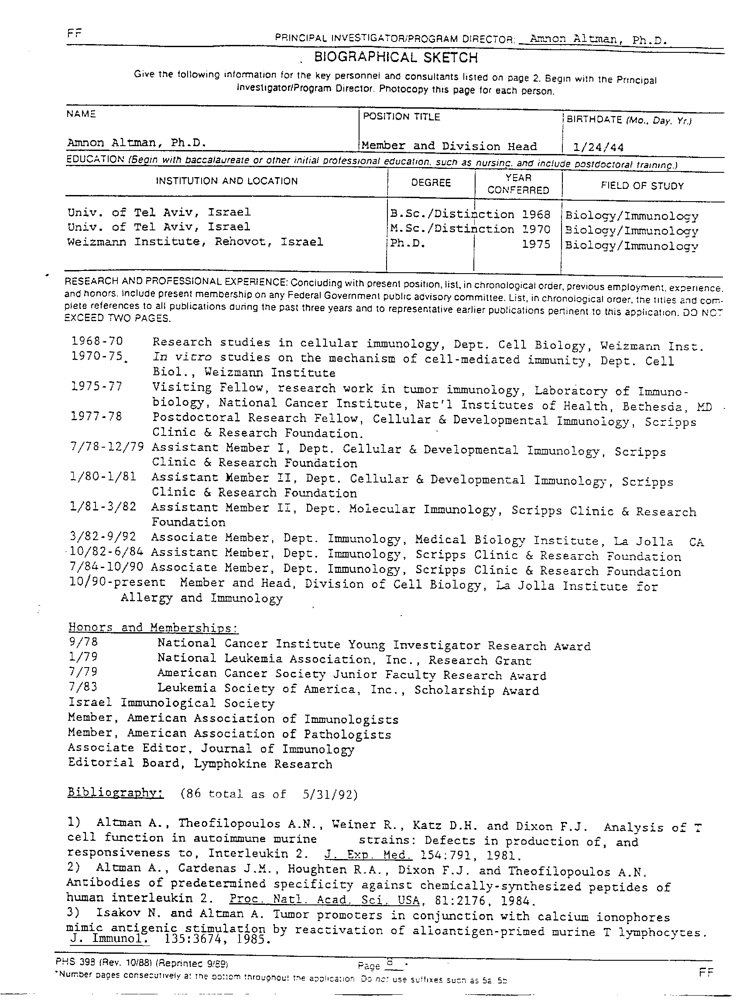 FF
PRINCIPAL INVESTIGATOR/PROGRAM DIRECTOR: Amnon Altman, Ph.D.
BIOGRAPHICAL SKETCH
Give the following information for the key personnel and consultants listed on page 2. Begin with the Principal
Investigator/Program Director. Photocopy this page for each person.
NAME POSITION TITLE BIRTHDATE (Mo., Day, Yr.)
Amnon Altman, Ph.D. Member and Division Head 1/24/44
EDUCATION (Begin with baccalaureate or other initial professional education, such as nursing, and include postdoctoral training.)
INSTITUTION AND LOCATION DEGREE YEAR CONFERRED FIELD OF STUDY
Univ. of Tel Aviv, Israel B.Sc./Distinction 1968 Biology/Immunology
Univ. of Tel Aviv, Israel M.Sc./Distinction 1970 Biology/Immunology
Weizmann Institute, Rehovot, Israel Ph.D. 1975 Biology/Immunology
RESEARCH AND PROFESSIONAL EXPERIENCE: Concluding with present position, list, in chronological order, previous employment, experience,
and honors. Include present membership on any Federal Government public advisory committee. List, in chronological order, the titles and com-
plete references to all publications during the past three years and to representative earlier publications pertinent to this application. DO NOT
EXCEED TWO PAGES.
1968-70 Research studies in cellular immunology, Dept. Cell Biology, Weizmann Inst.
1970-75 In vitro studies on the mechanism of cell-mediated immunity, Dept. Cell
Biol., Weizmann Institute
1975-77 Visiting Fellow, research work in tumor immunology, Laboratory of Immuno-
biology, National Cancer Institute, Nat'l Institutes of Health, Bethesda, MD
1977-78 Postdoctoral Research Fellow, Cellular & Developmental Immunology, Scripps
Clinic & Research Foundation.
7/78-12/79 Assistant Member I, Dept. Cellular & Developmental Immunology, Scripps
Clinic & Research Foundation
1/80-1/81 Assistant Member II, Dept. Cellular & Developmental Immunology, Scripps
Clinic & Research Foundation
1/81-3/82 Assistant Member II, Dept. Molecular Immunology, Scripps Clinic & Research
Foundation
3/82-9/92 Associate Member, Dept. Immunology, Medical Biology Institute, La Jolla CA
10/82-6/84 Assistant Member, Dept. Immunology, Scripps Clinic & Research Foundation
7/84-10/90 Associate Member, Dept. Immunology, Scripps Clinic & Research Foundation
10/90-present Member and Head, Division of Cell Biology, La Jolla Institute for
Allergy and Immunology
Honors and Memberships:
9/78 National Cancer Institute Young Investigator Research Award
1/79 National Leukemia Association, Inc., Research Grant
7/79 American Cancer Society Junior Faculty Research Award
7/83 Leukemia Society of America, Inc., Scholarship Award
Israel Immunological Society
Member, American Association of Immunologists
Member, American Association of Pathologists
Associate Editor, Journal of Immunology
Editorial Board, Lymphokine Research
Bibliography: (86 total as of 5/31/92)
1) Altman A., Theofilopoulos A.N., Weiner R., Katz D.H. and Dixon F.J. Analysis of T
cell function in autoimmune murine strains: Defects in production of, and
responsiveness to, Interleukin 2. J. Exp. Med. 154:791, 1981.
2) Altman A., Cardenas J.M., Houghten R.A., Dixon F.J. and Theofilopoulos A.N.
Antibodies of predetermined specificity against chemically-synthesized peptides of
human interleukin 2. Proc. Natl. Acad. Sci. USA, 81:2176, 1984.
3) Isakov N. and Altman A. Tumor promoters in conjunction with calcium ionophores
mimic antigenic stimulation by reactivation of alloantigen-primed murine T lymphocytes.
J. Immunol. 135:3674, 1985.
PHS 398 (Rev. 10/88) (Reprinted 9/89) Page 8 *
*Number pages consecutively at the bottom throughout the application. Do not use suffixes such as 5a, 5b FF